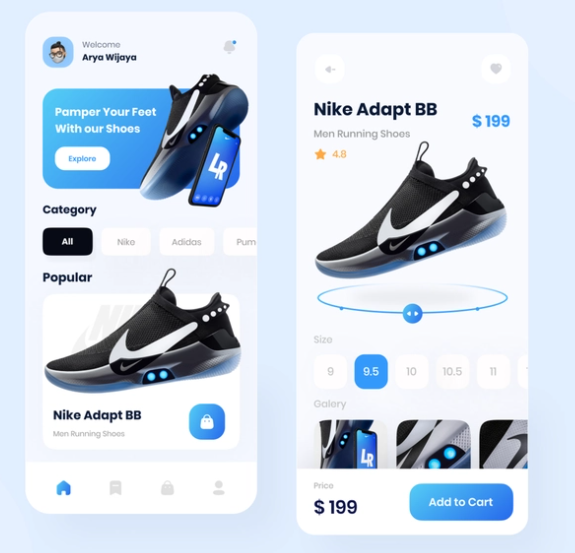 Welcome
Arya Wijaya
Pamper Your Feet
With our Shoes
Explore
LR
Category
All
Nike
Adidas
Pum
Popular
Nike Adapt BB
Men Running Shoes
Nike Adapt BB
$ 199
Men Running Shoes
4.8
Size
9
9.5
10
10.5
11
Galery
LR
Price
$ 199
Add to Cart